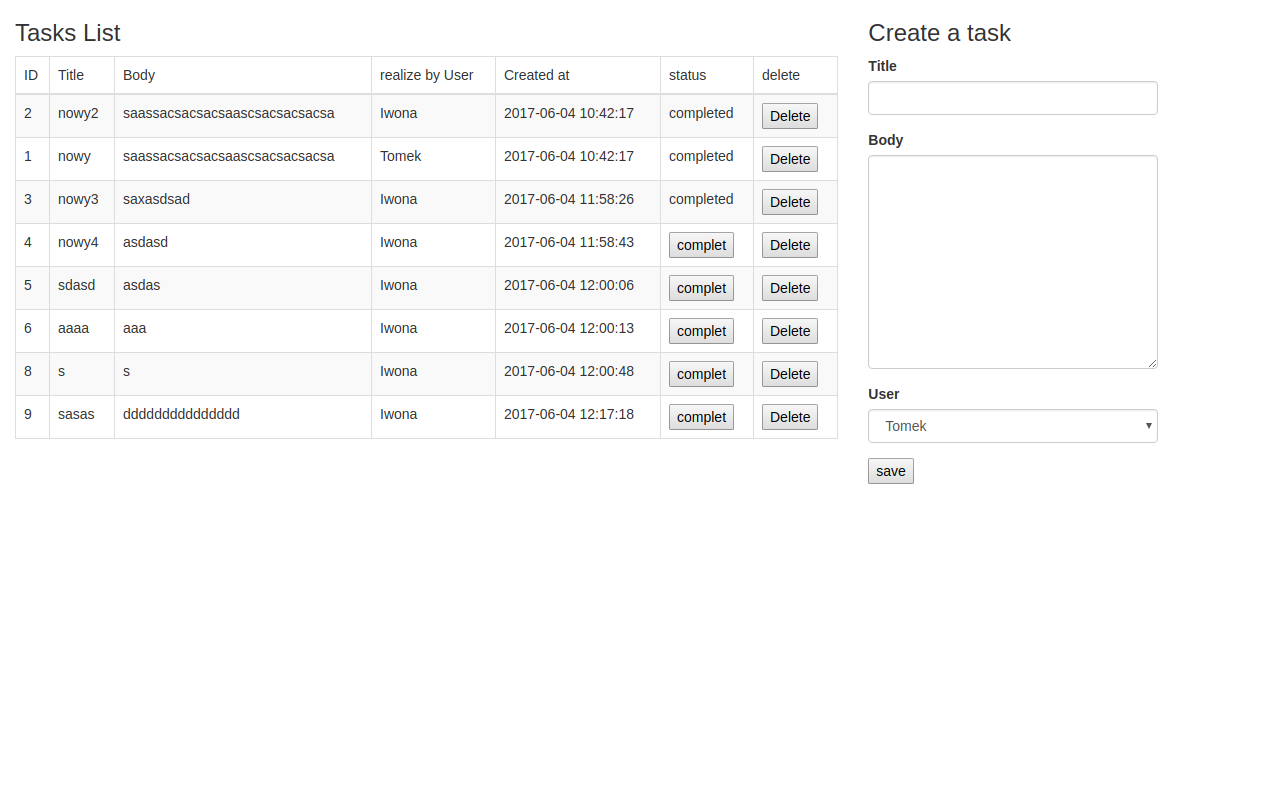 Tasks List
ID Title Body realize by User Created at status delete
2 nowy2 saassacsacsacsaascsacsacsacsa Iwona 2017-06-04 10:42:17 completed Delete
1 nowy saassacsacsacsaascsacsacsacsa Tomek 2017-06-04 10:42:17 completed Delete
3 nowy3 saxasdsad Iwona 2017-06-04 11:58:26 completed Delete
4 nowy4 asdasd Iwona 2017-06-04 11:58:43 complet Delete
5 sdasd asdas Iwona 2017-06-04 12:00:06 complet Delete
6 aaaa aaa Iwona 2017-06-04 12:00:13 complet Delete
8 s s Iwona 2017-06-04 12:00:48 complet Delete
9 sasas ddddddddddddddd Iwona 2017-06-04 12:17:18 complet Delete
Create a task
Title
Body
User
Tomek
save